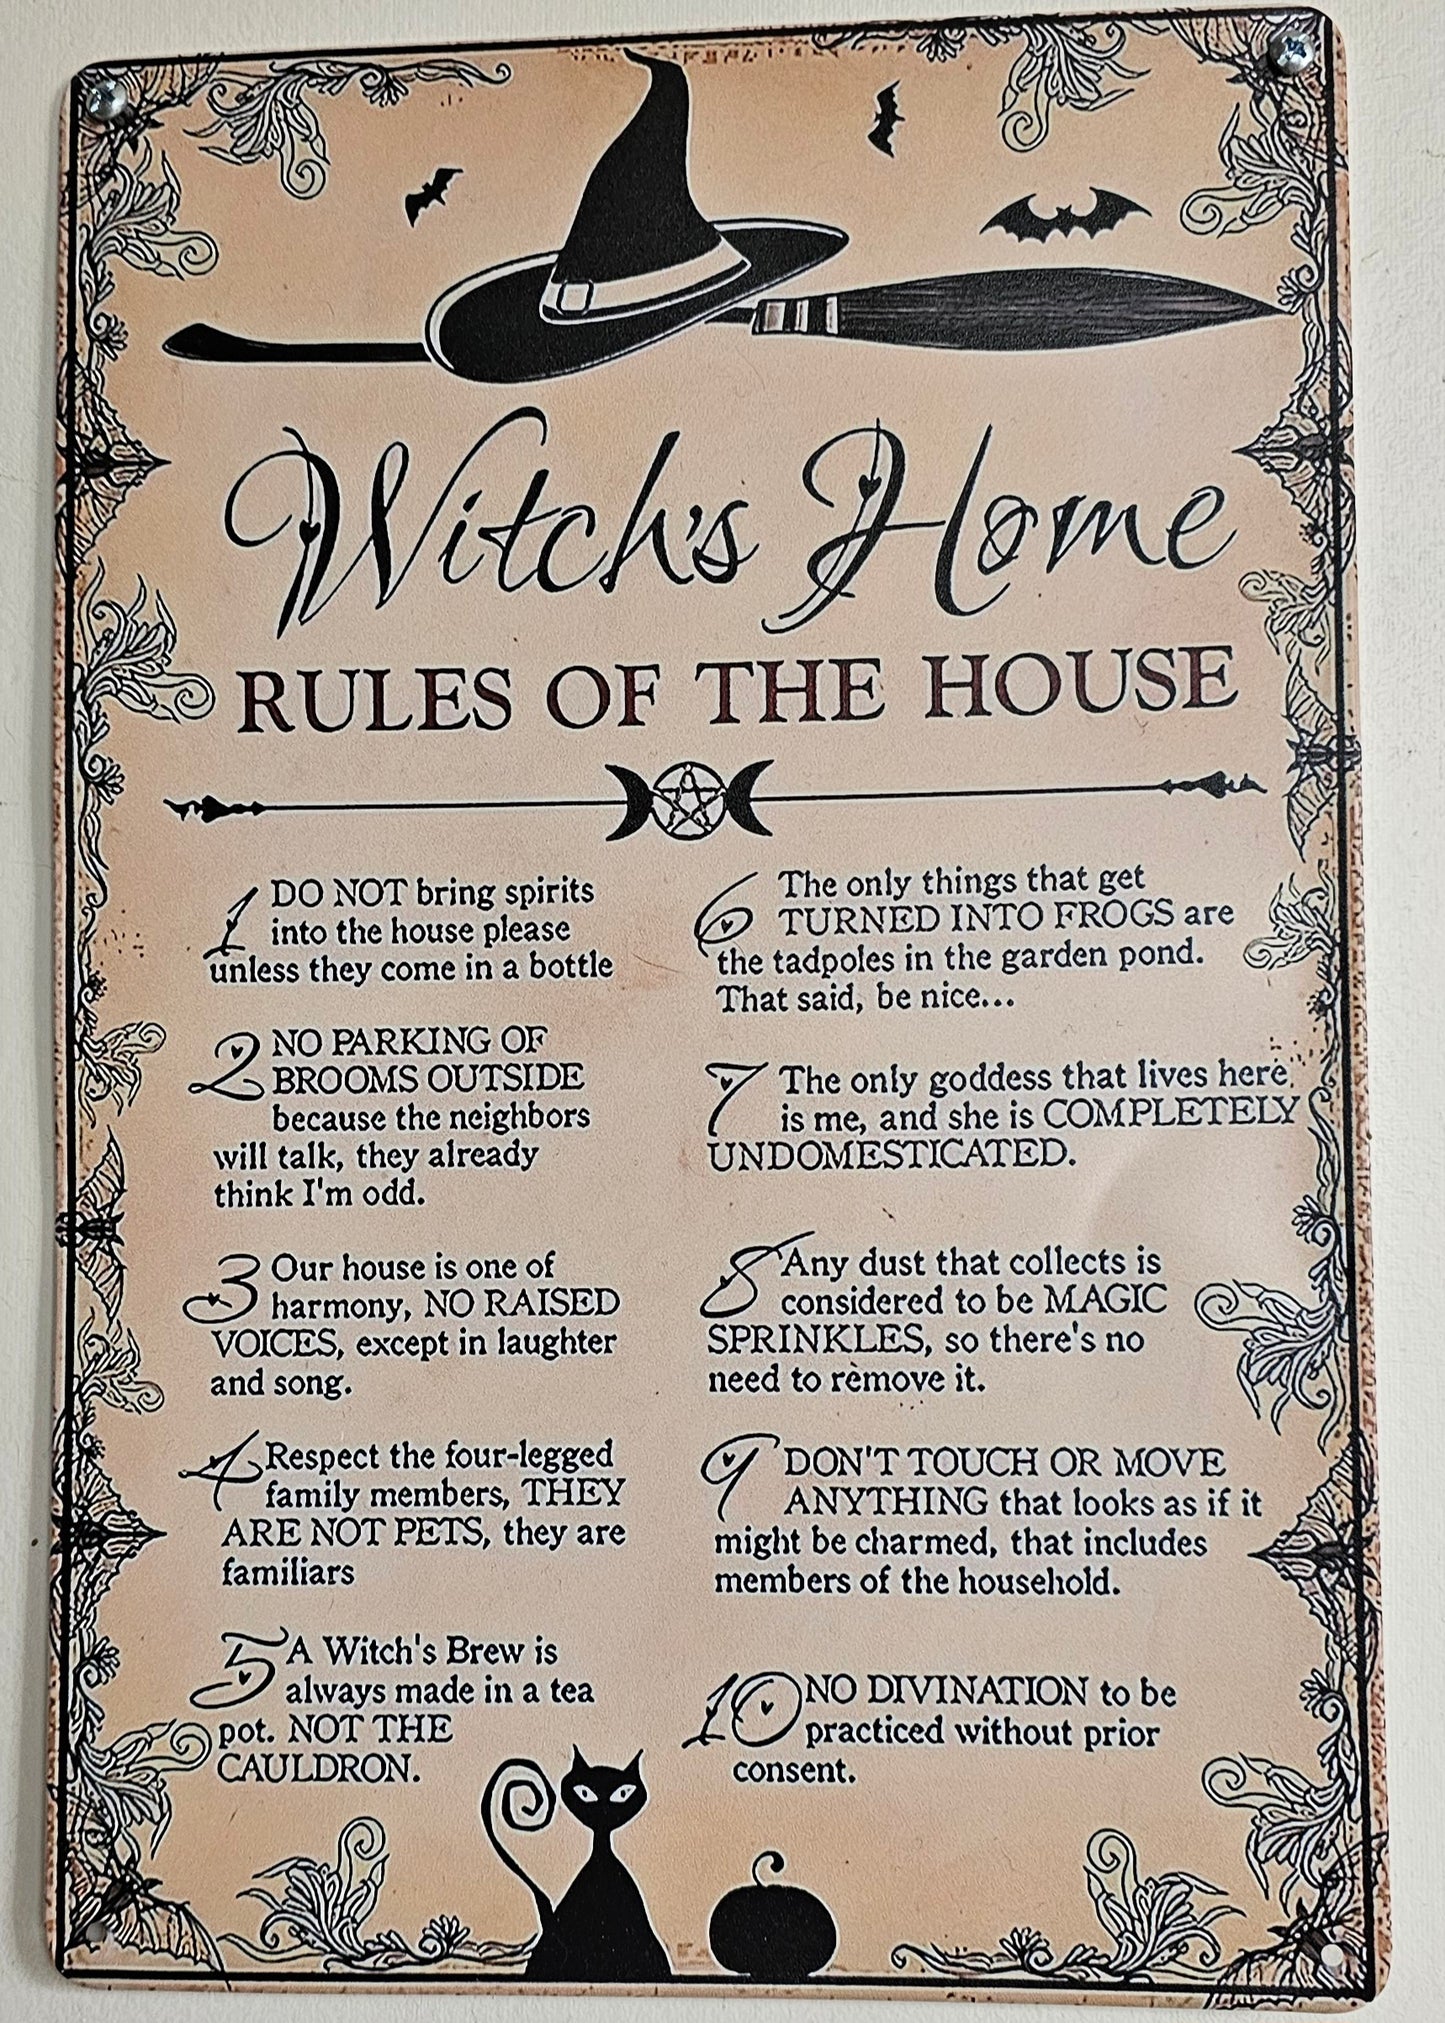 Witch's Home
RULES OF THE HOUSE
1 DO NOT bring spirits
into the house please
unless they come in a bottle
2 NO PARKING OF
BROOMS OUTSIDE
because the neighbors
will talk, they already
think I'm odd.
3 Our house is one of
harmony, NO RAISED
VOICES, except in laughter
and song.
4 Respect the four-legged
family members, THEY
ARE NOT PETS, they are
familiars
5 A Witch's Brew is
always made in a tea
pot. NOT THE
CAULDRON.
6 The only things that get
TURNED INTO FROGS are
the tadpoles in the garden pond.
That said, be nice...
7 The only goddess that lives here
is me, and she is COMPLETELY
UNDOMESTICATED.
8 Any dust that collects is
considered to be MAGIC
SPRINKLES, so there's no
need to remove it.
9 DON'T TOUCH OR MOVE
ANYTHING that looks as if it
might be charmed, that includes
members of the household.
10 NO DIVINATION to be
practiced without prior
consent.